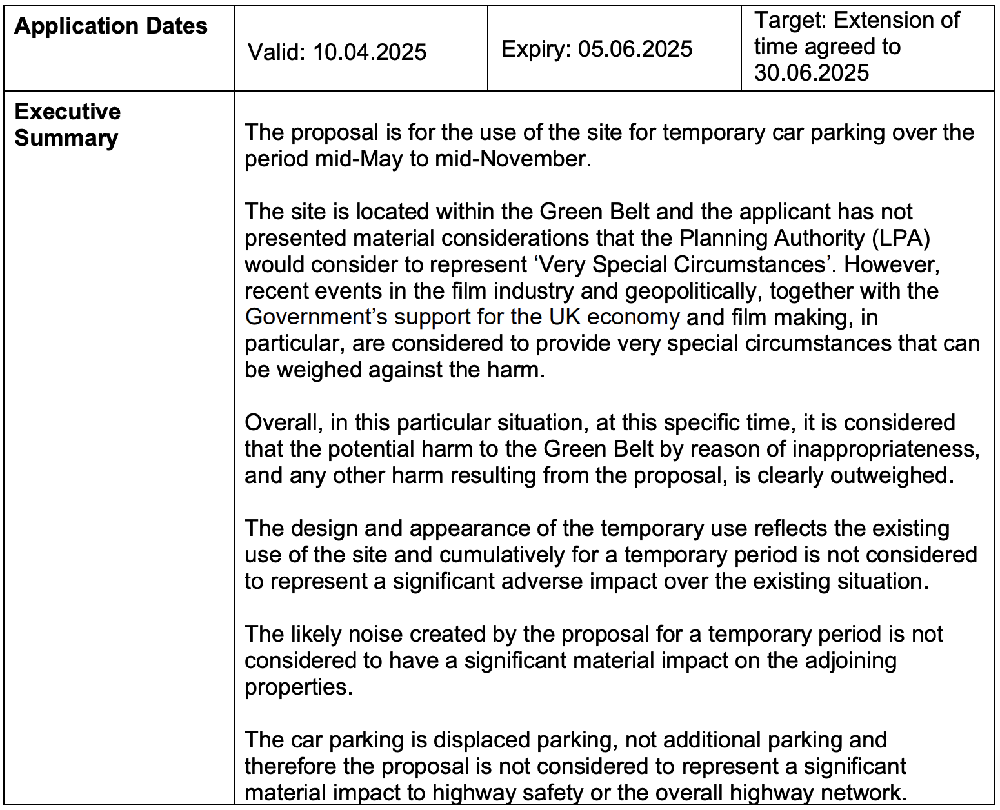 Application Dates
Valid: 10.04.2025
Expiry: 05.06.2025
Target: Extension of
time agreed to
30.06.2025
Executive
Summary
The proposal is for the use of the site for temporary car parking over the
period mid-May to mid-November.
The site is located within the Green Belt and the applicant has not
presented material considerations that the Planning Authority (LPA)
would consider to represent ‘Very Special Circumstances’. However,
recent events in the film industry and geopolitically, together with the
Government’s support for the UK economy and film making, in
particular, are considered to provide very special circumstances that can
be weighed against the harm.
Overall, in this particular situation, at this specific time, it is considered
that the potential harm to the Green Belt by reason of inappropriateness,
and any other harm resulting from the proposal, is clearly outweighed.
The design and appearance of the temporary use reflects the existing
use of the site and cumulatively for a temporary period is not considered
to represent a significant adverse impact over the existing situation.
The likely noise created by the proposal for a temporary period is not
considered to have a significant material impact on the adjoining
properties.
The car parking is displaced parking, not additional parking and
therefore the proposal is not considered to represent a significant
material impact to highway safety or the overall highway network.